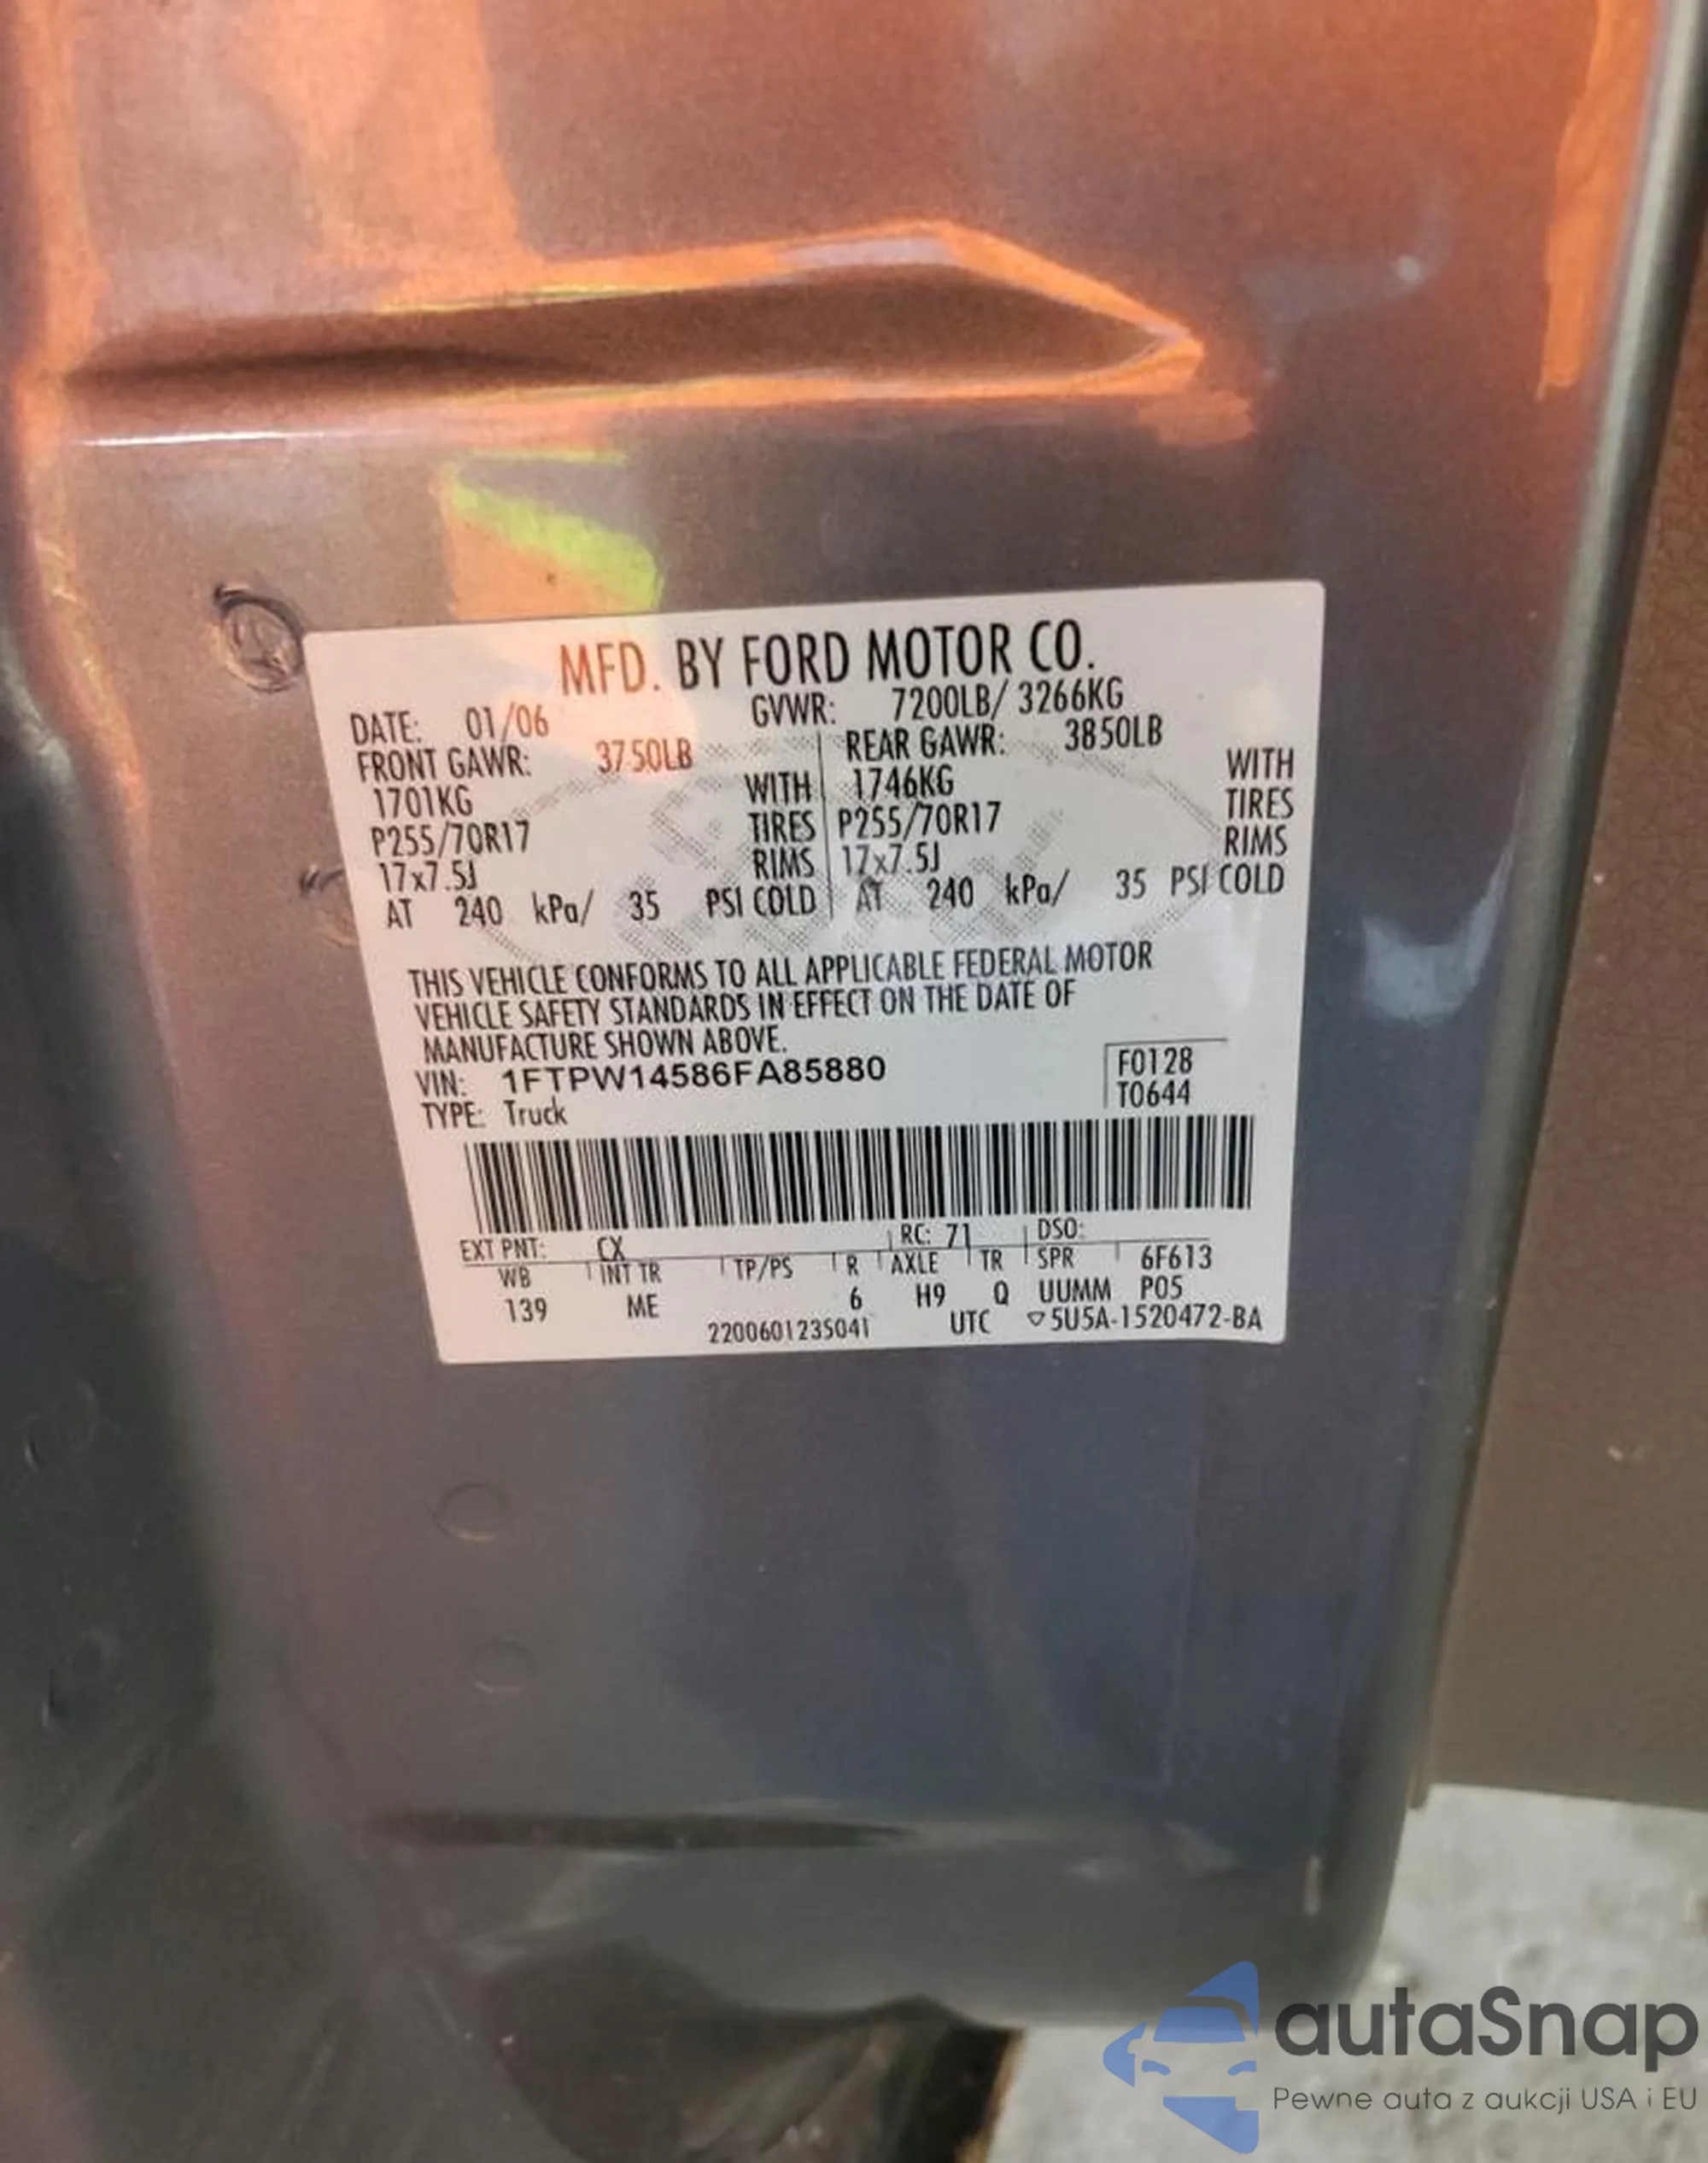 MFD. BY FORD MOTOR CO.
DATE: 01/06 GVWR: 7200LB/ 3266KG
FRONT GAWR: 3750LB REAR GAWR: 3850LB
1701KG WITH 1746KG WITH
P255/70R17 TIRES P255/70R17 TIRES
17x7.5J RIMS 17x7.5J RIMS
AT 240 kPa/ 35 PSI COLD AT 240 kPa/ 35 PSI COLD
THIS VEHICLE CONFORMS TO ALL APPLICABLE FEDERAL MOTOR
VEHICLE SAFETY STANDARDS IN EFFECT ON THE DATE OF
MANUFACTURE SHOWN ABOVE.
VIN: 1FTPW14586FA85880 F0128
TYPE: Truck T0644
EXT PNT: CX RC: 71 DSO:
WB INT TR TP/PS R AXLE TR SPR 6F613
139 ME 6 H9 Q UUMM P05
2200601235041 UTC ▽5U5A-1520472-BA
autaSnap
Pewne auta z aukcji USA i EU